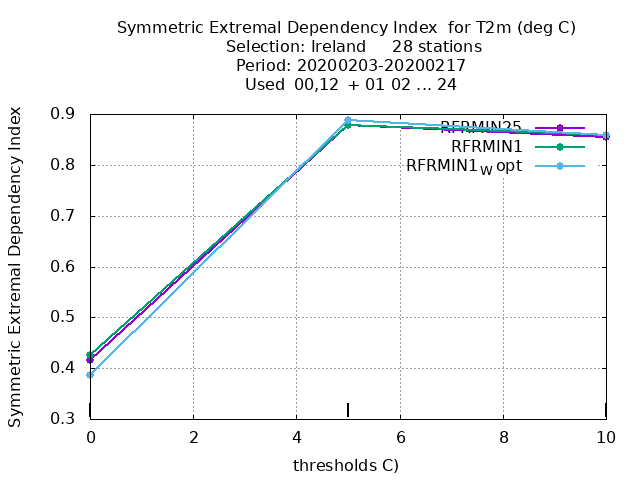 Symmetric Extremal Dependency Index for T2m (deg C)
Selection: Ireland 28 stations
Period: 20200203-20200217
Used 00,12 + 01 02 ... 24
Symmetric Extremal Dependency Index
0.9
0.8
0.7
0.6
0.5
0.4
0.3
RFRMIN25
RFRMIN1
RFRMIN1W opt
0 2 4 6 8 10
thresholds C)